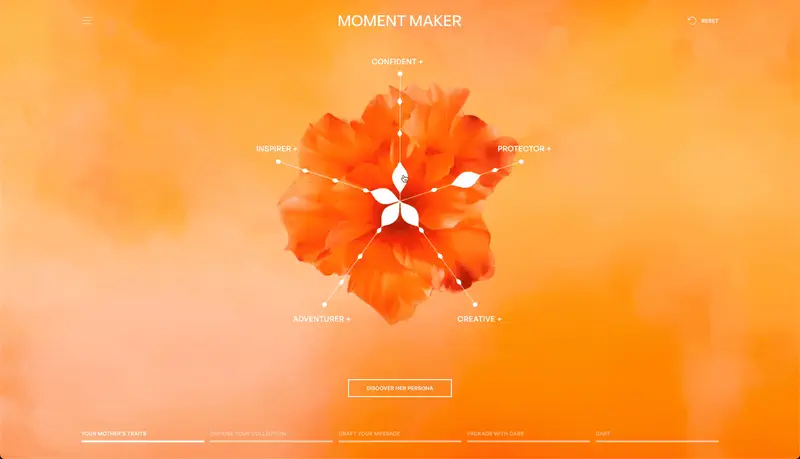 MOMENT MAKER
RESET
CONFIDENT +
INSPIRER +
PROTECTOR +
ADVENTURER +
CREATIVE +
DISCOVER HER PERSONA
YOUR MOTHER'S TRAITS
CHOOSE YOUR COLLECTION
CRAFT YOUR MESSAGE
PACKAGE WITH CARE
CART